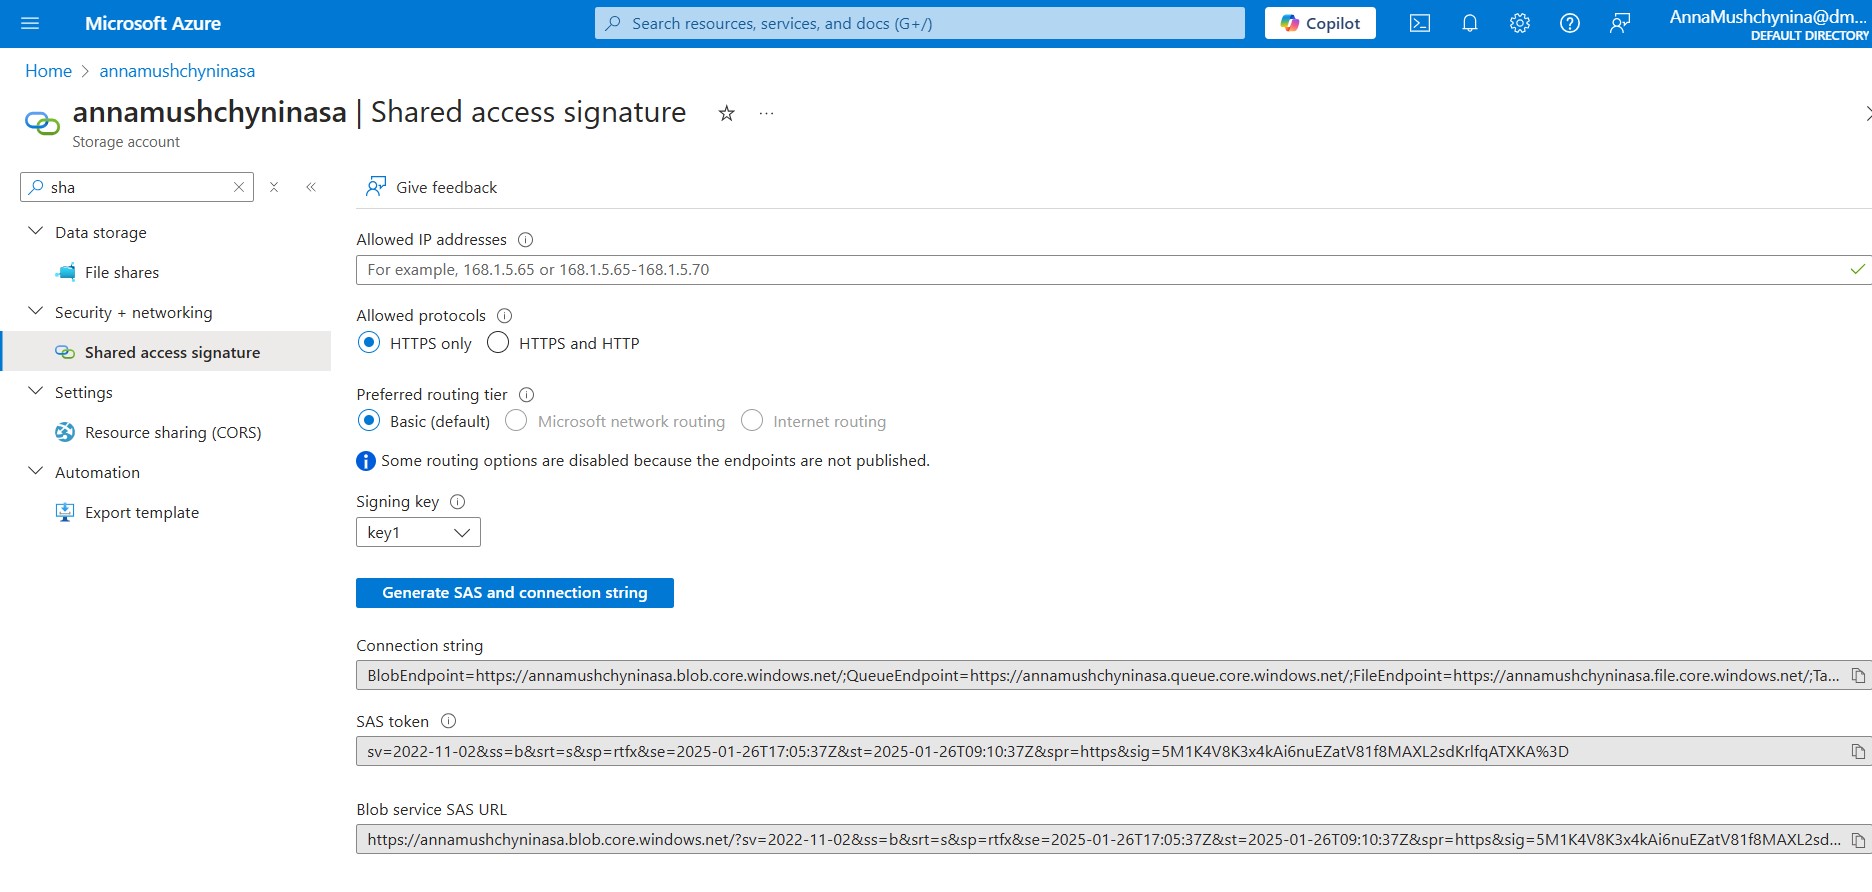 Microsoft Azure
Search resources, services, and docs (G+/)
Copilot
AnnaMushchynina@dm...
DEFAULT DIRECTORY
Home > annamushchyninasa
annamushchyninasa | Shared access signature
Storage account
sha
Data storage
File shares
Security + networking
Shared access signature
Settings
Resource sharing (CORS)
Automation
Export template
Give feedback
Allowed IP addresses
For example, 168.1.5.65 or 168.1.5.65-168.1.5.70
Allowed protocols
HTTPS only HTTPS and HTTP
Preferred routing tier
Basic (default) Microsoft network routing Internet routing
Some routing options are disabled because the endpoints are not published.
Signing key
key1
Generate SAS and connection string
Connection string
BlobEndpoint=https://annamushchyninasa.blob.core.windows.net/;QueueEndpoint=https://annamushchyninasa.queue.core.windows.net/;FileEndpoint=https://annamushchyninasa.file.core.windows.net/;Ta...
SAS token
sv=2022-11-02&ss=b&srt=s&sp=rtfx&se=2025-01-26T17:05:37Z&st=2025-01-26T09:10:37Z&spr=https&sig=5M1K4V8K3x4kAi6nuEZatV81f8MAXL2sdKrlfqATXKA%3D
Blob service SAS URL
https://annamushchyninasa.blob.core.windows.net/?sv=2022-11-02&ss=b&srt=s&sp=rtfx&se=2025-01-26T17:05:37Z&st=2025-01-26T09:10:37Z&spr=https&sig=5M1K4V8K3x4kAi6nuEZatV81f8MAXL2sd...